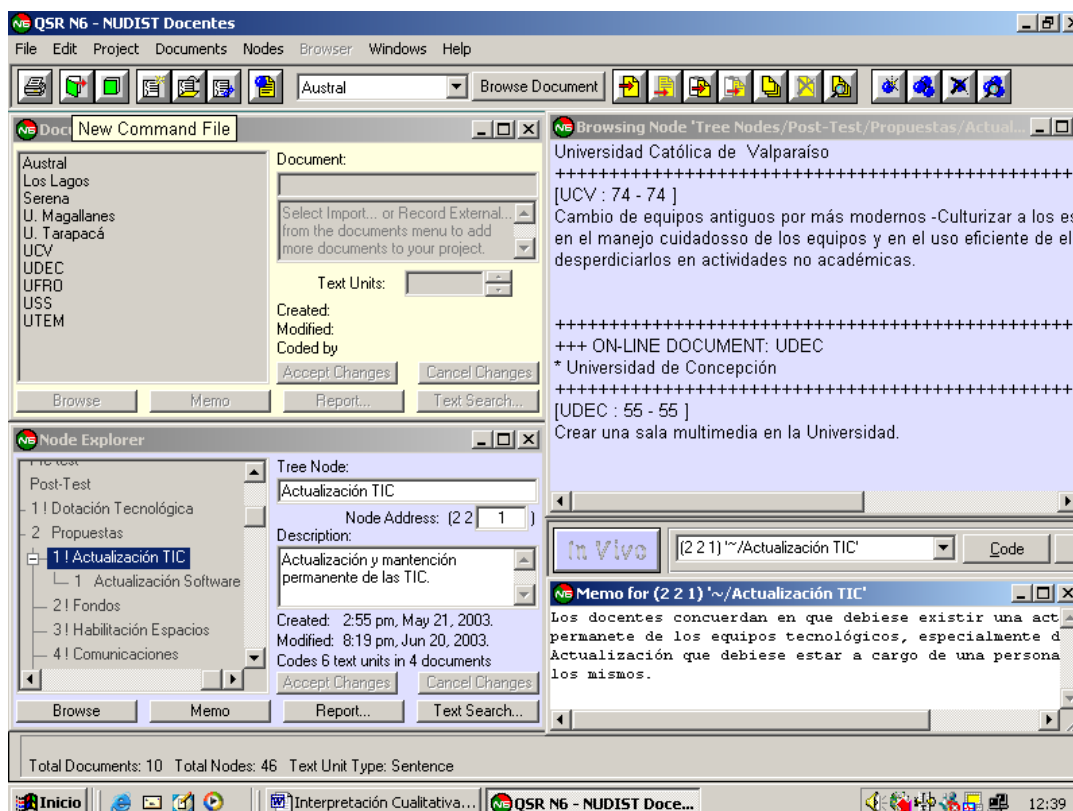 QSR N6 - NUDIST Docentes
File Edit Project Documents Nodes Browser Windows Help
Austral
Browse Document
New Command File
Austral
Los Lagos
Serena
U. Magallanes
U. Tarapacá
UCV
UDEC
UFRO
USS
UTEM
Document:
Select Import... or Record External...
from the documents menu to add
more documents to your project.
Text Units:
Created:
Modified:
Coded by
Accept Changes Cancel Changes
Browse Memo Report... Text Search...
Node Explorer
Post-Test
1 ! Dotación Tecnológica
2 Propuestas
1 ! Actualización TIC
1 Actualización Software
2 ! Fondos
3 ! Habilitación Espacios
4 ! Comunicaciones
Tree Node:
Actualización TIC
Node Address: (2 2 1 )
Description:
Actualización y mantención
permanente de las TIC.
Created: 2:55 pm, May 21, 2003.
Modified: 8:19 pm, Jun 20, 2003.
Codes 6 text units in 4 documents
Accept Changes Cancel Changes
Browse Memo Report... Text Search...
Browsing Node 'Tree Nodes/Post-Test/Propuestas/Actual...
Universidad Católica de Valparaíso
++++++++++++++++++++++++++++++++++++++++++++++++
[UCV : 74 - 74 ]
Cambio de equipos antiguos por más modernos -Culturizar a los es
en el manejo cuidadosso de los equipos y en el uso eficiente de el
desperdiciarlos en actividades no académicas.
++++++++++++++++++++++++++++++++++++++++++++++++
+++ ON-LINE DOCUMENT: UDEC
* Universidad de Concepción
++++++++++++++++++++++++++++++++++++++++++++++++
[UDEC : 55 - 55 ]
Crear una sala multimedia en la Universidad.
In Vivo
(2 2 1) '~/Actualización TIC'
Code
Memo for (2 2 1) '~/Actualización TIC'
Los docentes concuerdan en que debiese existir una act
permanete de los equipos tecnológicos, especialmente d
Actualización que debiese estar a cargo de una persona
los mismos.
Total Documents: 10 Total Nodes: 46 Text Unit Type: Sentence
Inicio
Interpretación Cualitativa...
QSR N6 - NUDIST Doce...
12:39